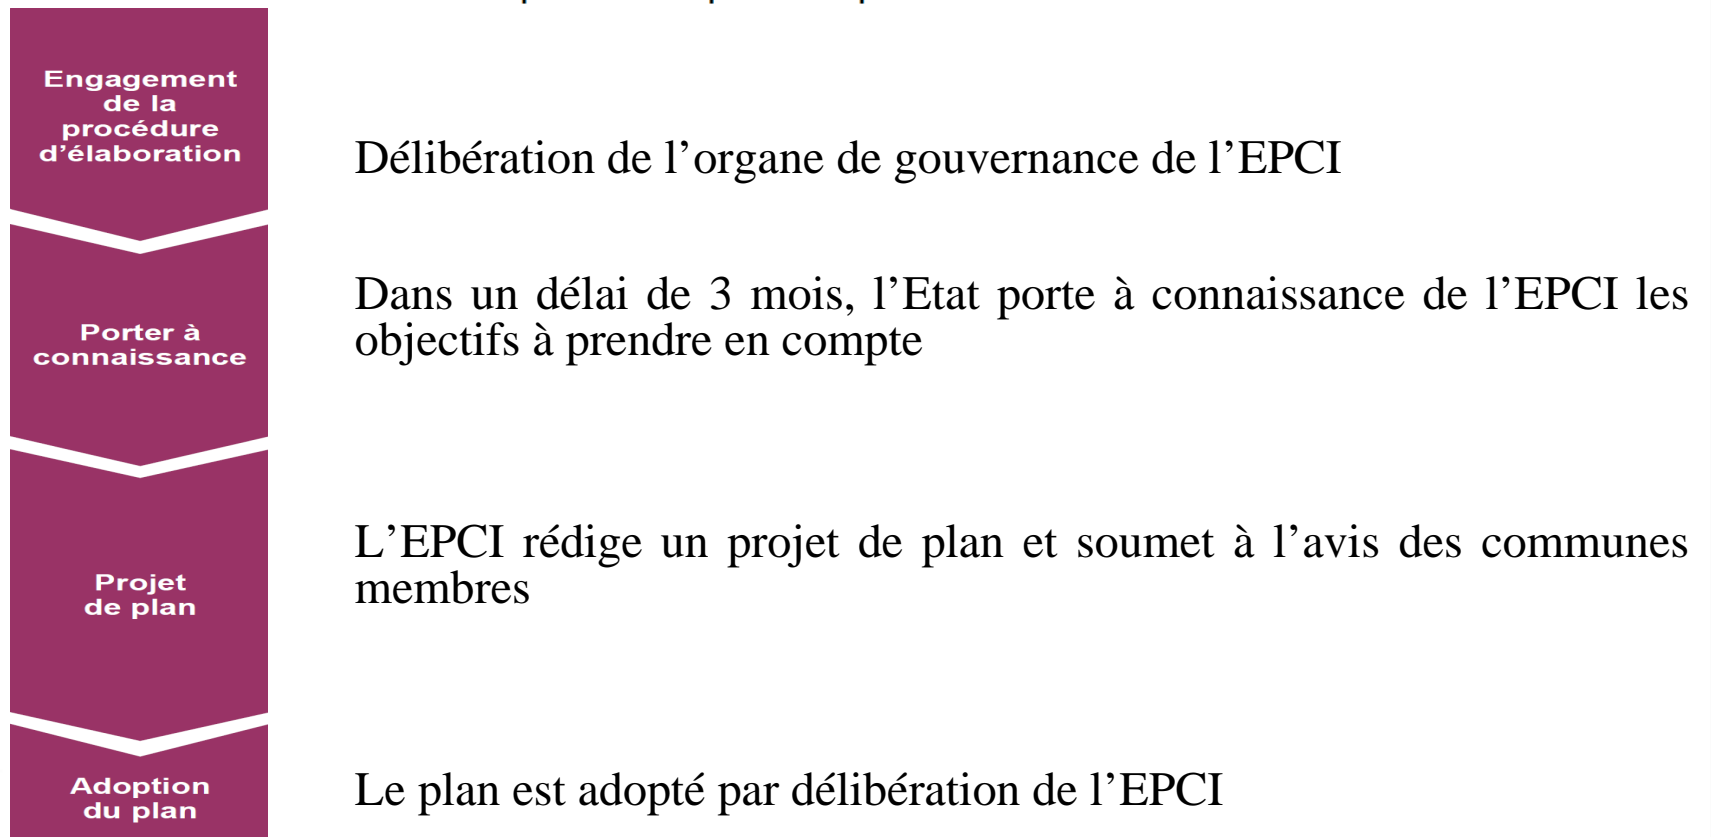 Engagement
de la
procédure
d’élaboration
Délibération de l’organe de gouvernance de l’EPCI
Porter à
connaissance
Dans un délai de 3 mois, l’Etat porte à connaissance de l’EPCI les
objectifs à prendre en compte
Projet
de plan
L’EPCI rédige un projet de plan et soumet à l’avis des communes
membres
Adoption
du plan
Le plan est adopté par délibération de l’EPCI